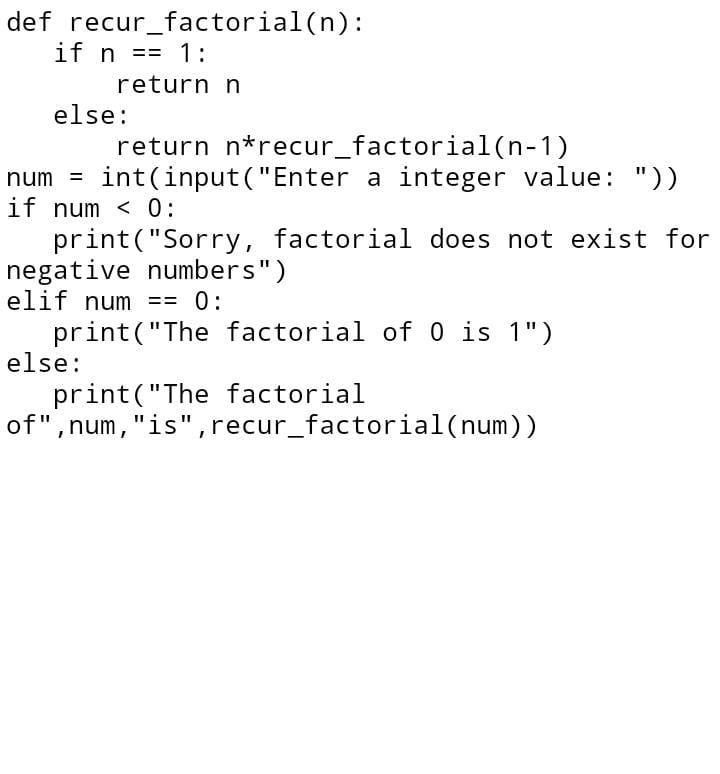 def recur_factorial(n):
   if n == 1:
       return n
   else:
       return n*recur_factorial(n-1)
num = int(input("Enter a integer value: "))
if num < 0:
   print("Sorry, factorial does not exist for
negative numbers")
elif num == 0:
   print("The factorial of 0 is 1")
else:
   print("The factorial
of",num,"is",recur_factorial(num))